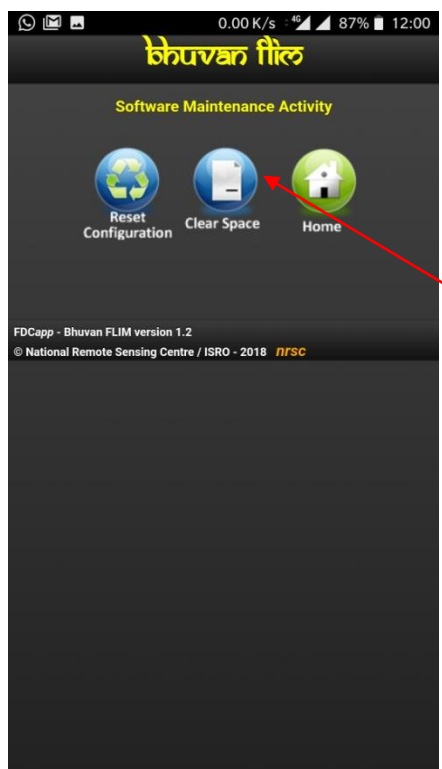 0.00 K/s 4G 87% 12:00
bhuvan flim
Software Maintenance Activity
Reset
Configuration
Clear Space
Home
FDCapp - Bhuvan FLIM version 1.2
© National Remote Sensing Centre / ISRO - 2018 nrsc